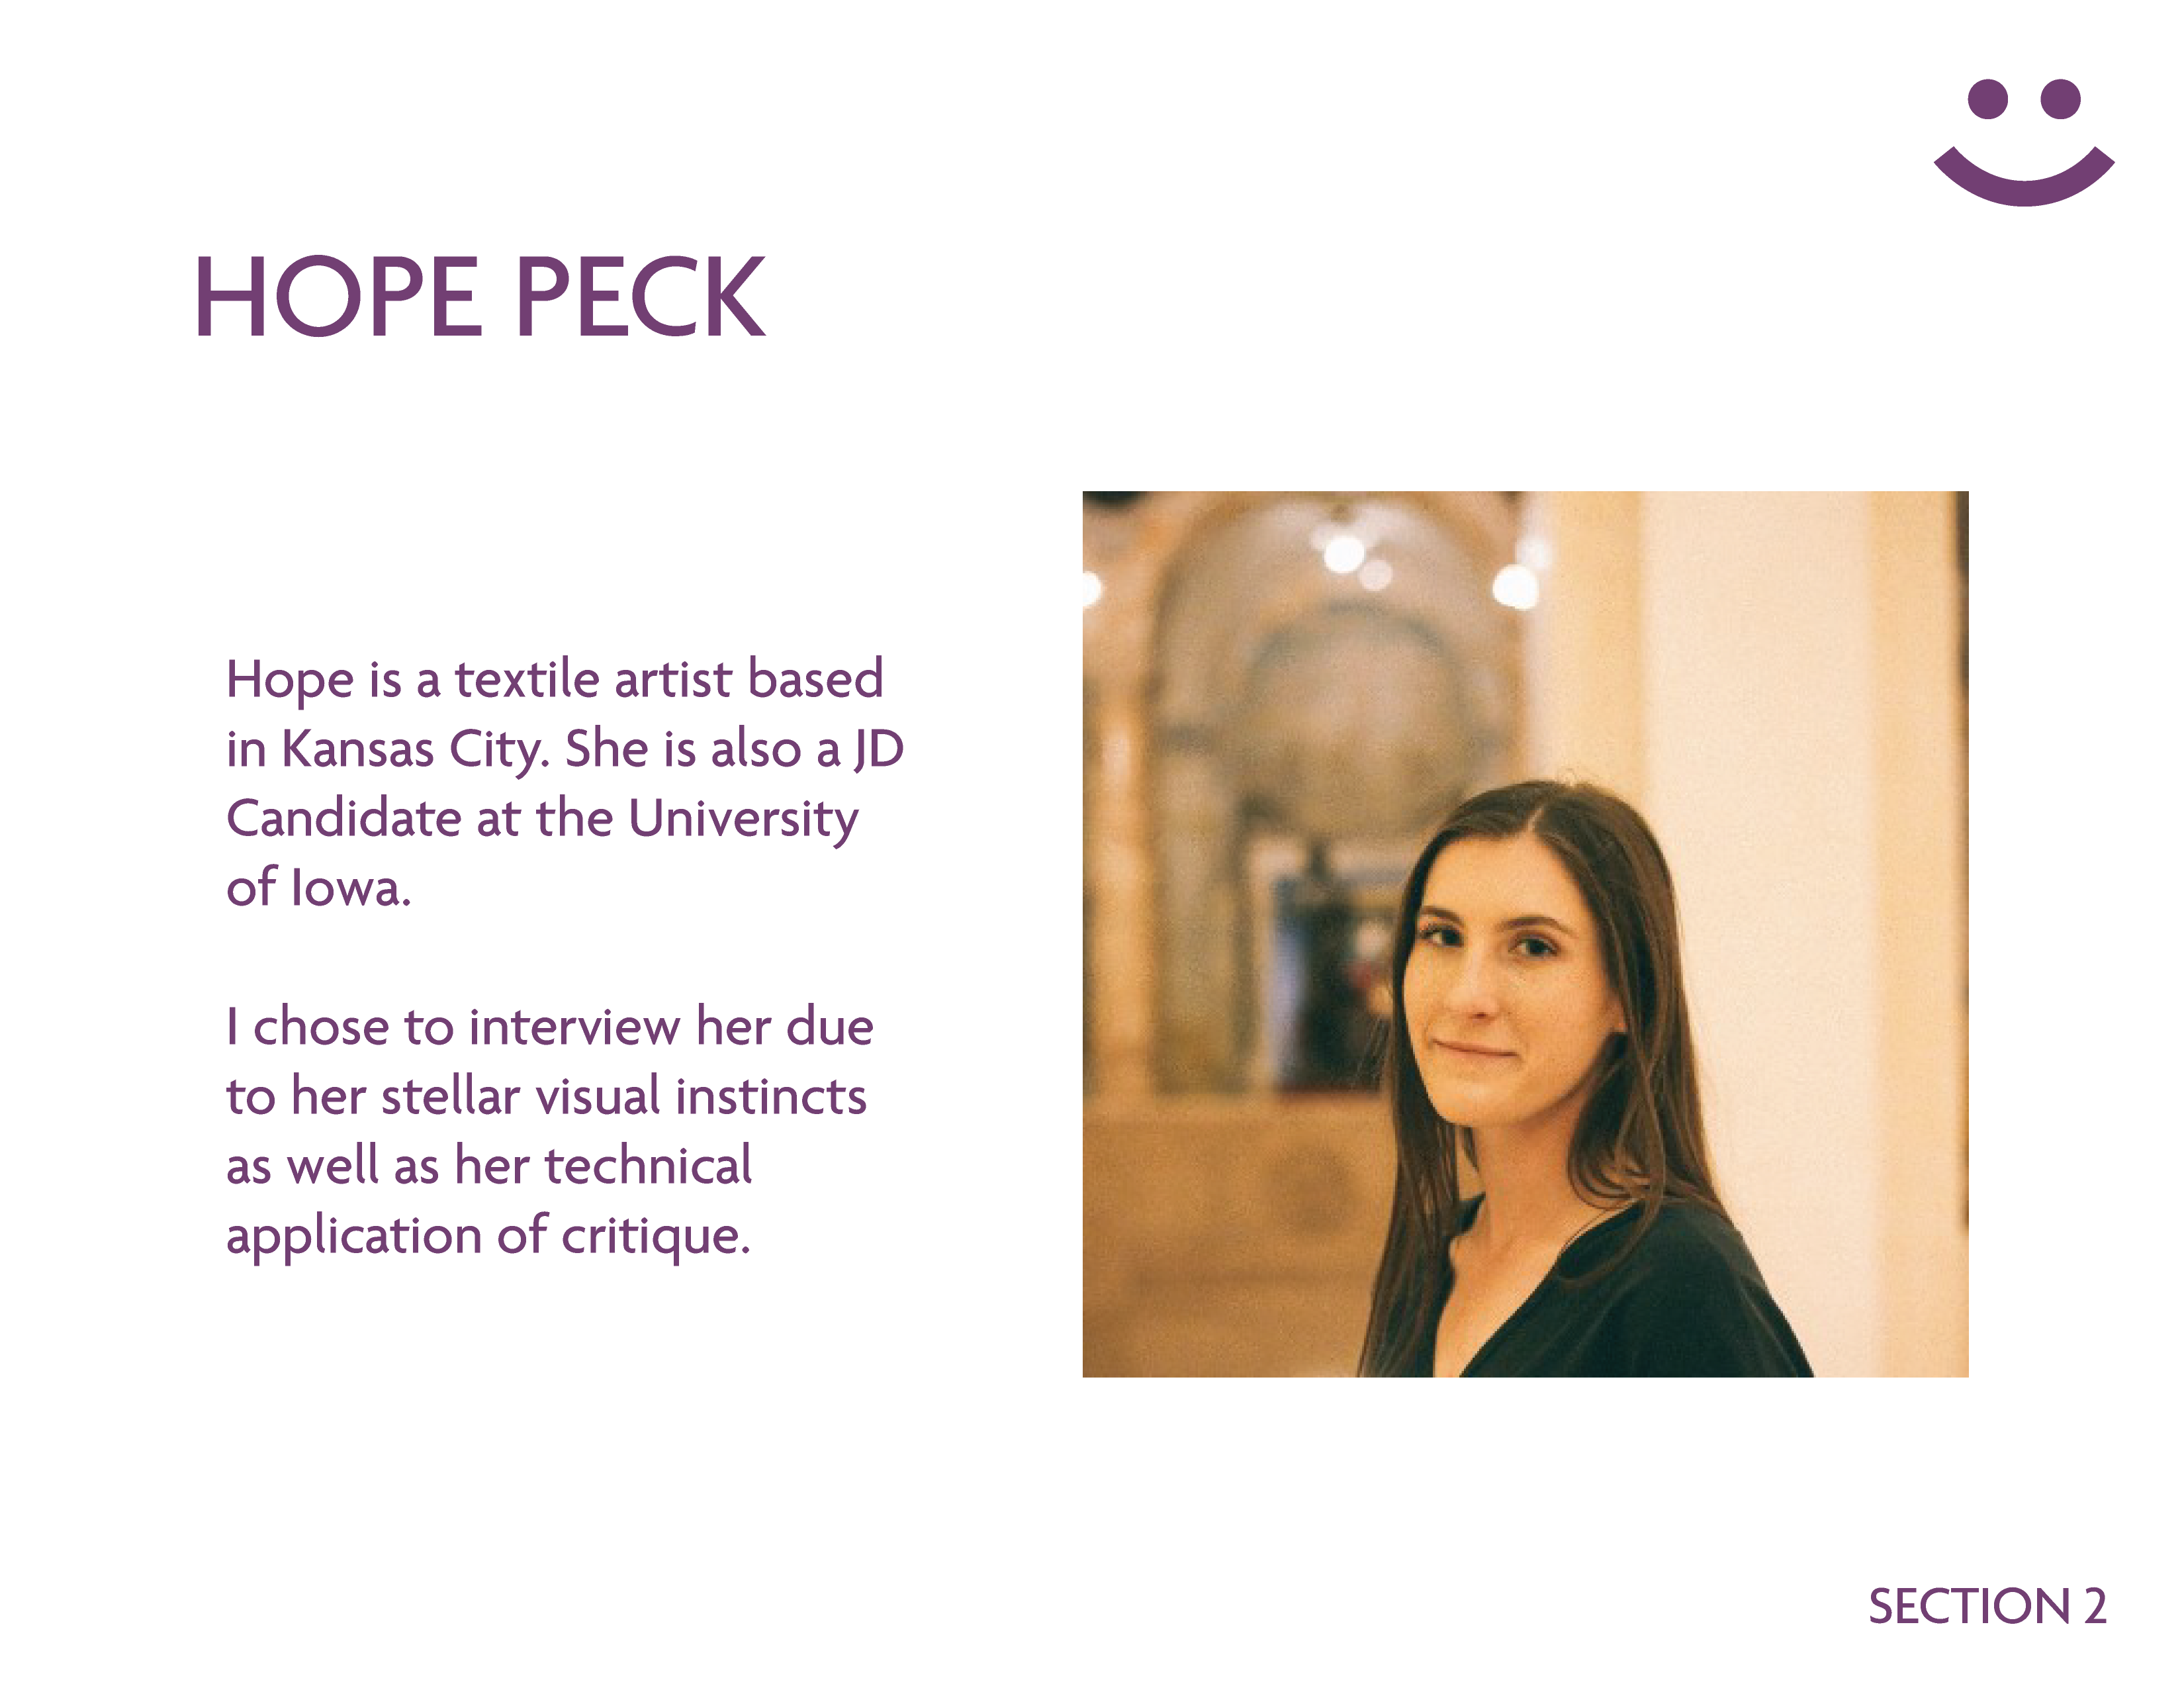 HOPE PECK
Hope is a textile artist based
in Kansas City. She is also a JD
Candidate at the University
of Iowa.
I chose to interview her due
to her stellar visual instincts
as well as her technical
application of critique.
SECTION 2